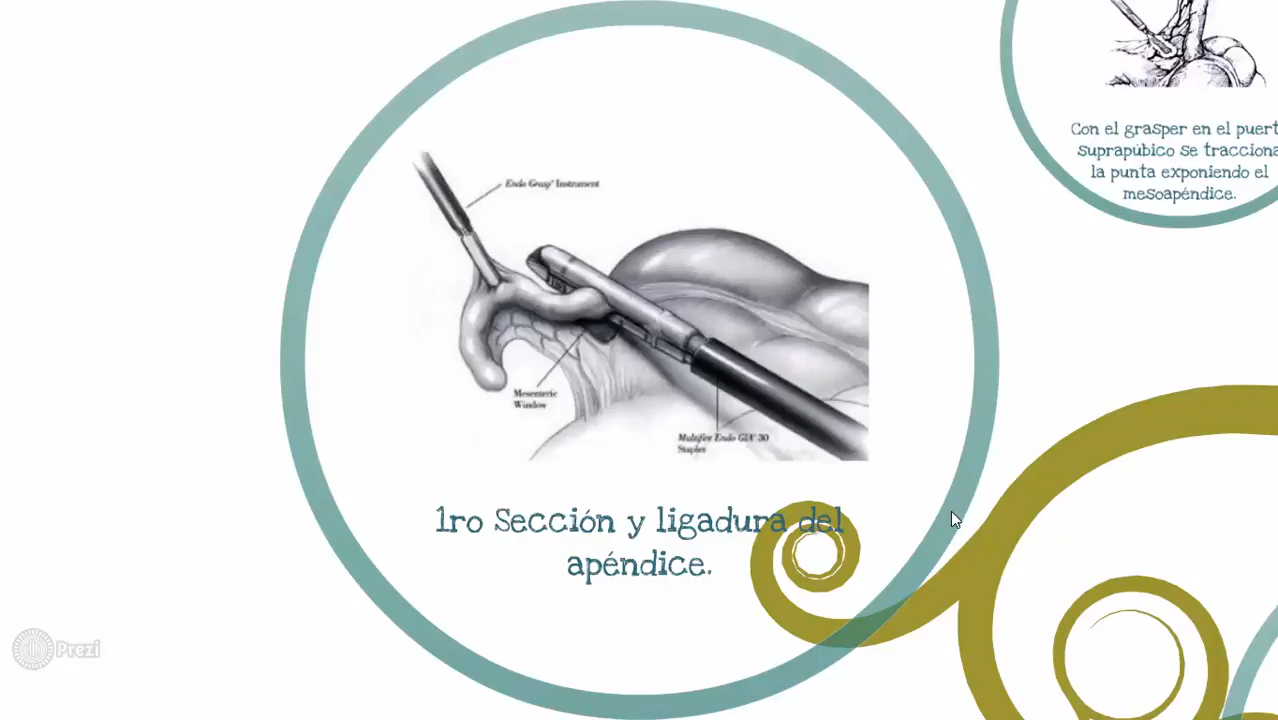 Endo Grasp* Instrument
Mesenteric
Window
Multifire Endo GIA* 30
Stapler
1ro Sección y ligadura del
apéndice.
Con el grasper en el puert
suprapúbico se tracciona
la punta exponiendo el
mesoapéndice.
Prezi